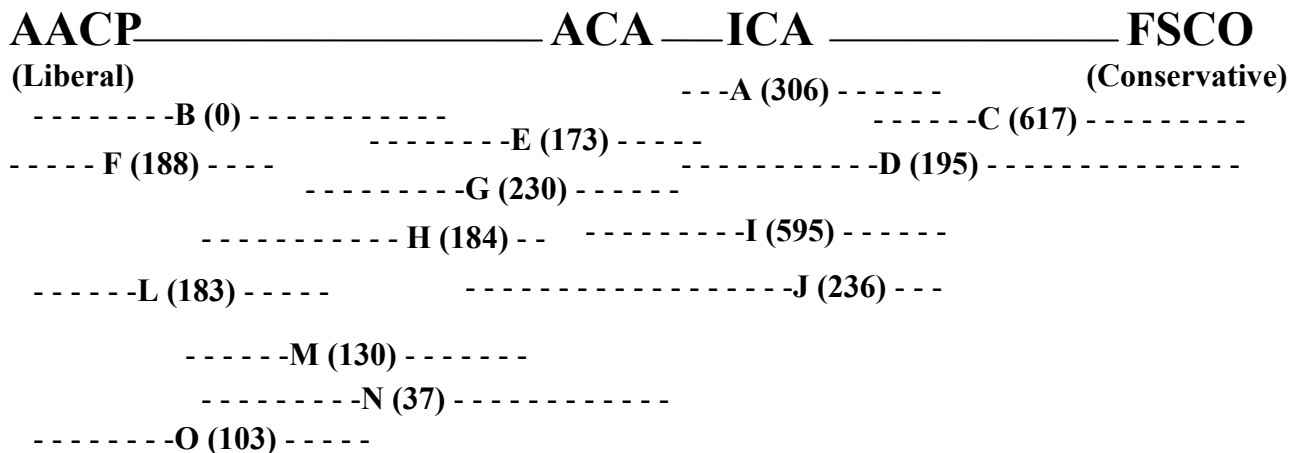 AACP ACA ICA FSCO
(Liberal) (Conservative)
- - -A (306) - - - - - -
- - - - - - - -B (0) - - - - - - - - - - - -
- - - - - -C (617) - - - - - - - - -
- - - - - - - -E (173) - - - - -
- - - - - F (188) - - - -
- - - - - - - - - - -D (195) - - - - - - - - - - - - - -
- - - - - - - - -G (230) - - - - - -
- - - - - - - - - - - H (184) - -
- - - - - - - - -I (595) - - - - - -
- - - - - -L (183) - - - - -
- - - - - - - - - - - - - - - - - -J (236) - - -
- - - - - -M (130) - - - - - - -
- - - - - - - - -N (37) - - - - - - - - - - - -
- - - - - - - -O (103) - - - - -